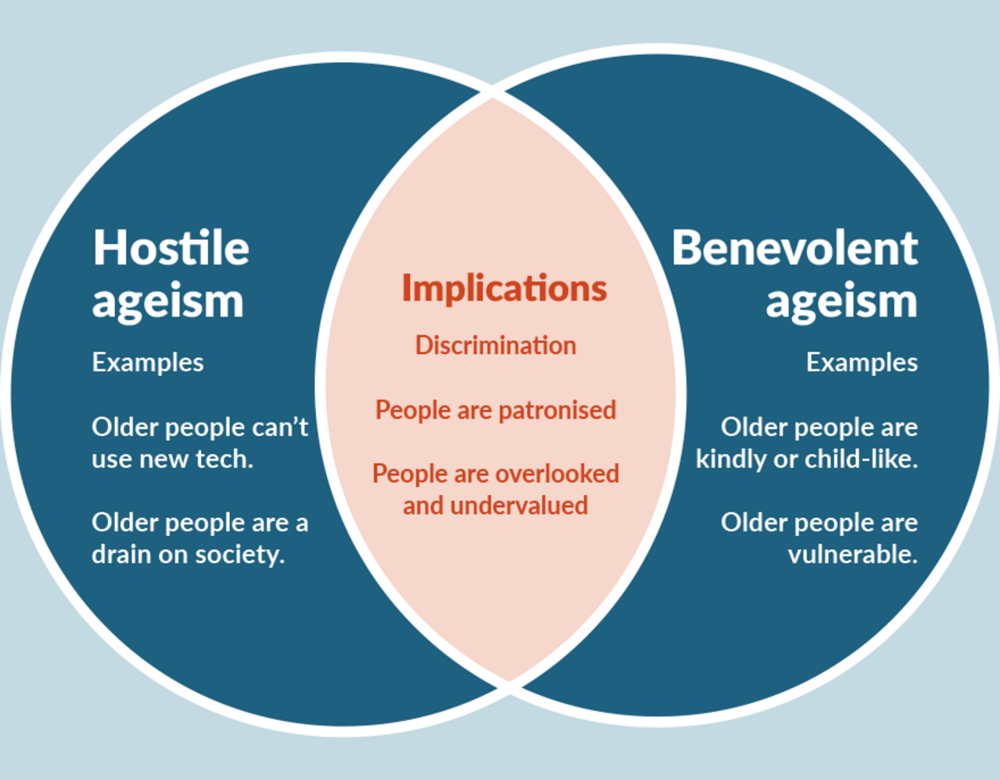 Hostile
ageism
Examples
Older people can’t
use new tech.
Older people are a
drain on society.
Implications
Discrimination
People are patronised
People are overlooked
and undervalued
Benevolent
ageism
Examples
Older people are
kindly or child-like.
Older people are
vulnerable.